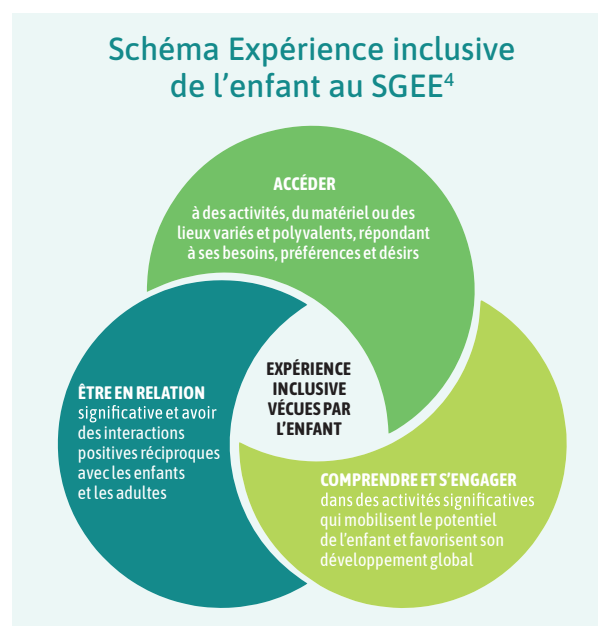 Schéma Expérience inclusive
de l'enfant au SGEE⁴
ACCÉDER
à des activités, du matériel ou des
lieux variés et polyvalents, répondant
à ses besoins, préférences et désirs
EXPÉRIENCE
INCLUSIVE
VÉCUES PAR
L'ENFANT
ÊTRE EN RELATION
significative et avoir
des interactions
positives réciproques
avec les enfants
et les adultes
COMPRENDRE ET S'ENGAGER
dans des activités significatives
qui mobilisent le potentiel
de l'enfant et favorisent son
développement global